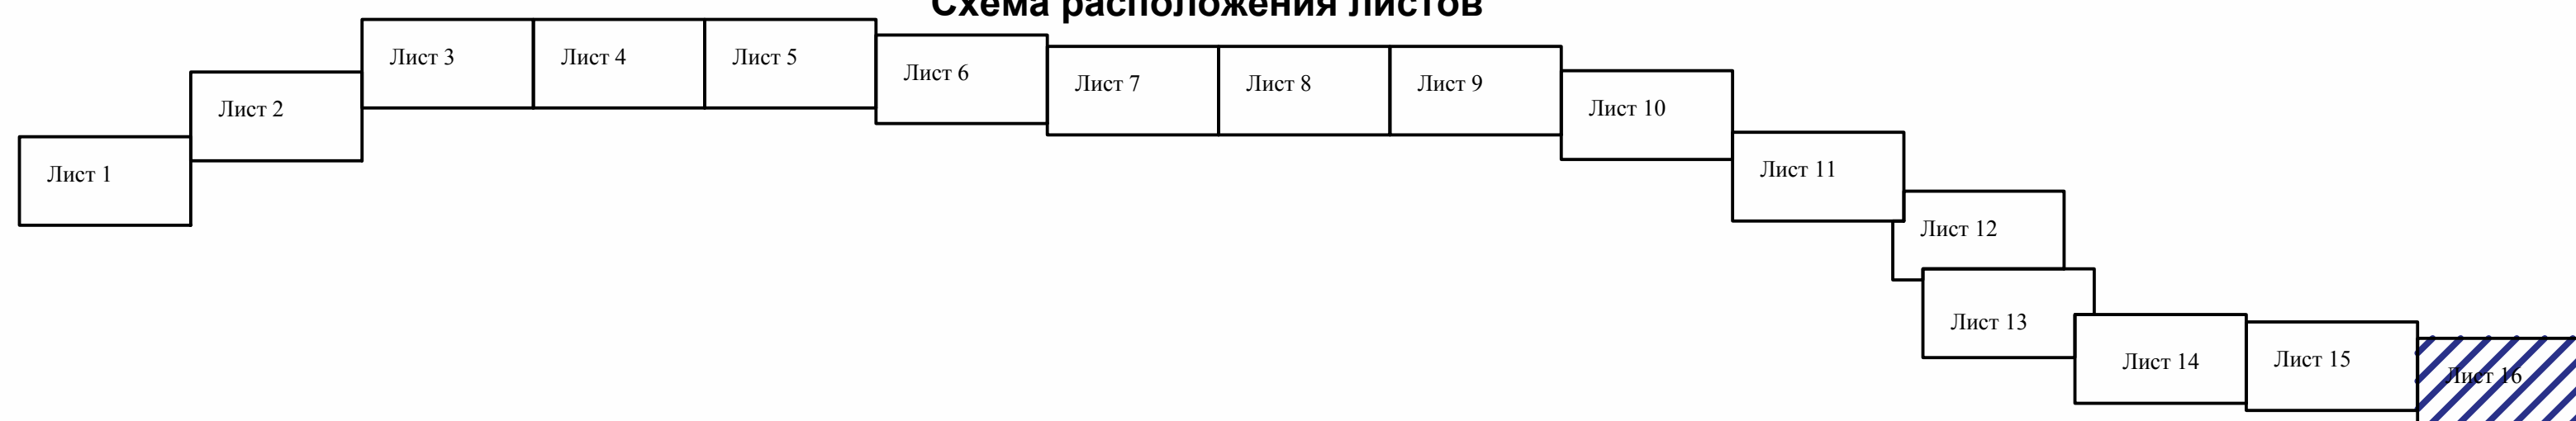 Схема расположения листов
Лист 1
Лист 2
Лист 3
Лист 4
Лист 5
Лист 6
Лист 7
Лист 8
Лист 9
Лист 10
Лист 11
Лист 12
Лист 13
Лист 14
Лист 15
Лист 16